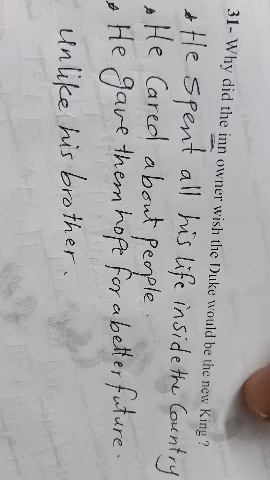 31- Why did the inn owner wish the Duke would be the new King?
* He spent all his life inside the Country
* He Cared about people.
* He gave them hope for a better future.
unlike his brother.